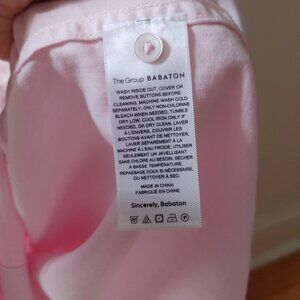 The Group BABATON
WASH INSIDE OUT, COVER OR
REMOVE BUTTONS BEFORE
CLEANING, MACHINE WASH COLD
SEPARATELY, ONLY NON-CHLORINE
BLEACH WHEN NEEDED, TUMBLE
DRY LOW, COOL IRON ONLY IF
NEEDED, OR DRY CLEAN. LAVER
À L'ENVERS, COUVRIR LES
BOUTONS AVANT DE NETTOYER.
LAVER SÉPARÉMENT À LA
MACHINE À L'EAU FROIDE, UTILISER
SEULEMENT UN JAVELLISANT
SANS CHLORE AU BESOIN, SÉCHER
À BASSE TEMPÉRATURE,
REPASSAGE DOUX SI NÉCESSAIRE,
OU NETTOYER À SEC.
MADE IN CHINA
FABRIQUÉ EN CHINE
Sincerely, Babaton